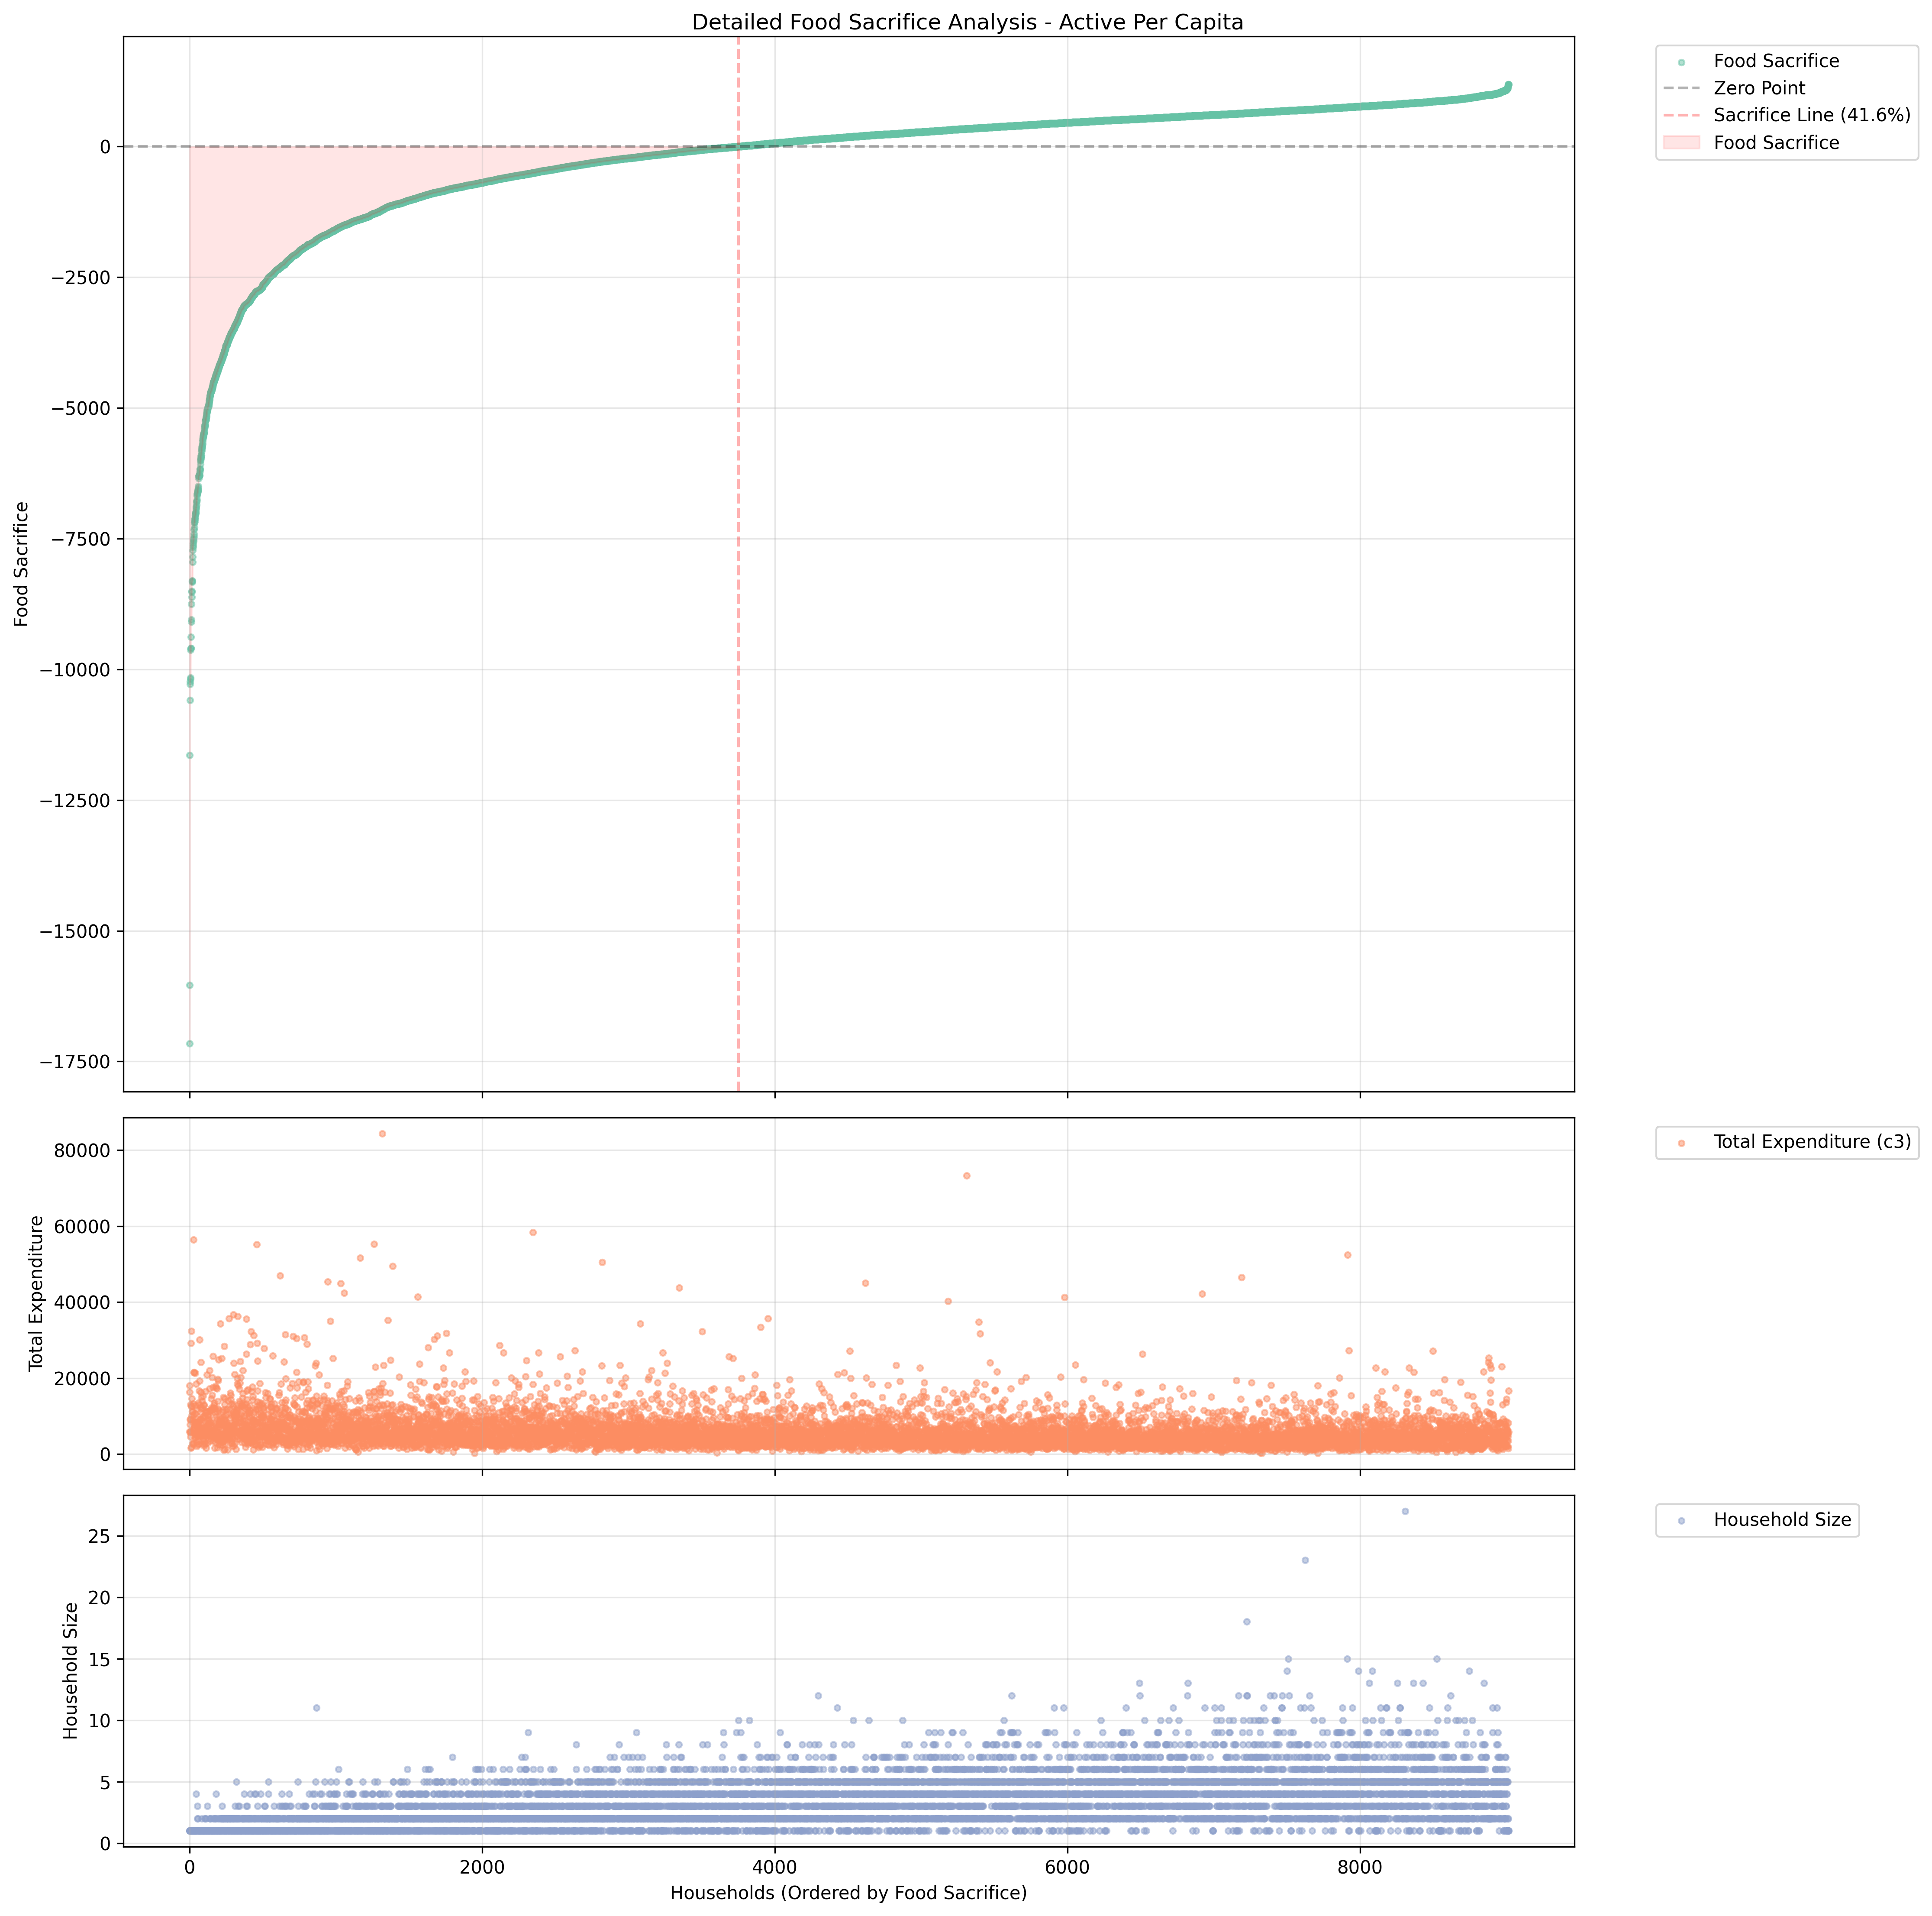 Detailed Food Sacrifice Analysis - Active Per Capita
Food Sacrifice
Zero Point
Sacrifice Line (41.6%)
Food Sacrifice
0
−2500
−5000
−7500
−10000
−12500
−15000
−17500
Food Sacrifice
Total Expenditure (c3)
80000
60000
40000
20000
0
Total Expenditure
Household Size
25
20
15
10
5
0
Household Size
0 2000 4000 6000 8000
Households (Ordered by Food Sacrifice)